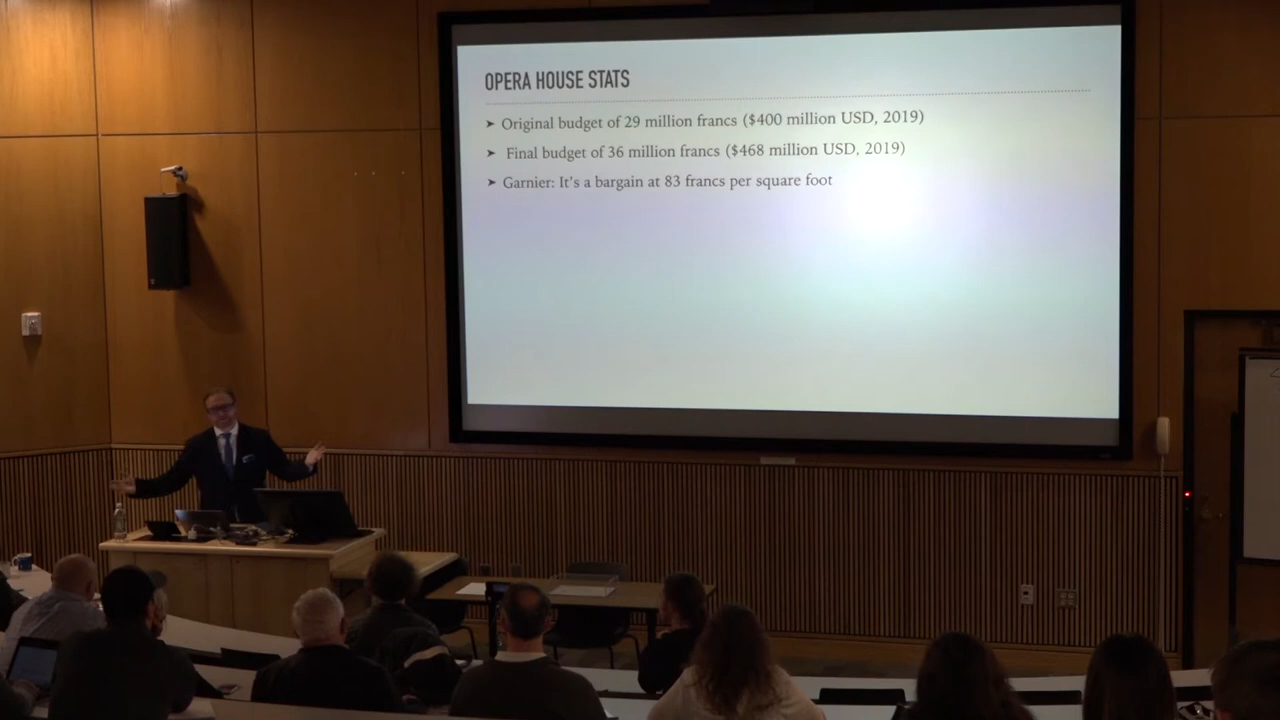 OPERA HOUSE STATS
➤ Original budget of 29 million francs ($400 million USD, 2019)
➤ Final budget of 36 million francs ($468 million USD, 2019)
➤ Garnier: It's a bargain at 83 francs per square foot